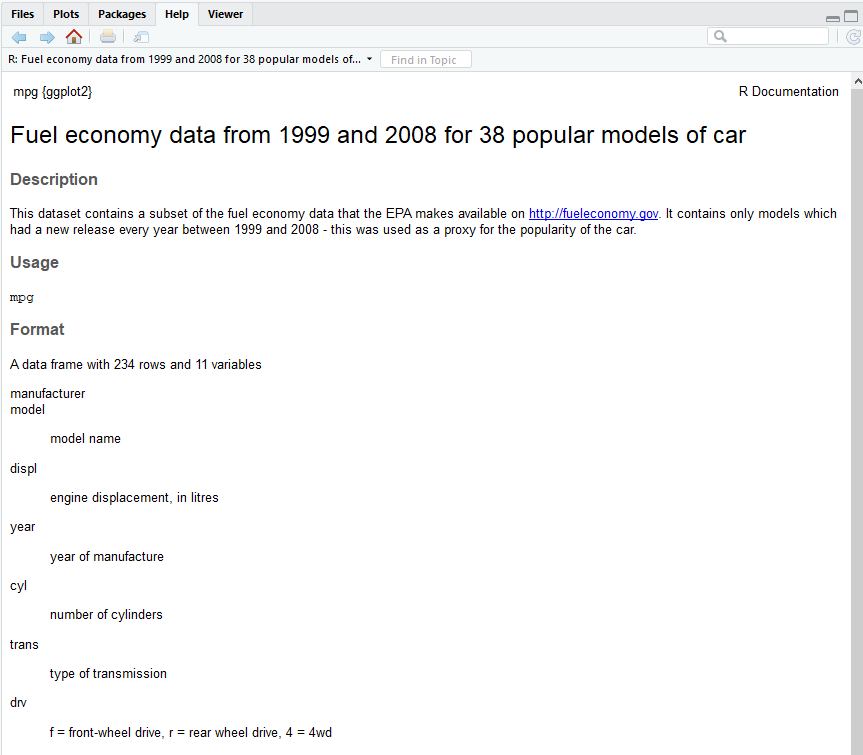 Files Plots Packages Help Viewer
R: Fuel economy data from 1999 and 2008 for 38 popular models of... Find in Topic
mpg {ggplot2} R Documentation
Fuel economy data from 1999 and 2008 for 38 popular models of car
Description
This dataset contains a subset of the fuel economy data that the EPA makes available on http://fueleconomy.gov. It contains only models which
had a new release every year between 1999 and 2008 - this was used as a proxy for the popularity of the car.
Usage
mpg
Format
A data frame with 234 rows and 11 variables
manufacturer
model
model name
displ
engine displacement, in litres
year
year of manufacture
cyl
number of cylinders
trans
type of transmission
drv
f = front-wheel drive, r = rear wheel drive, 4 = 4wd